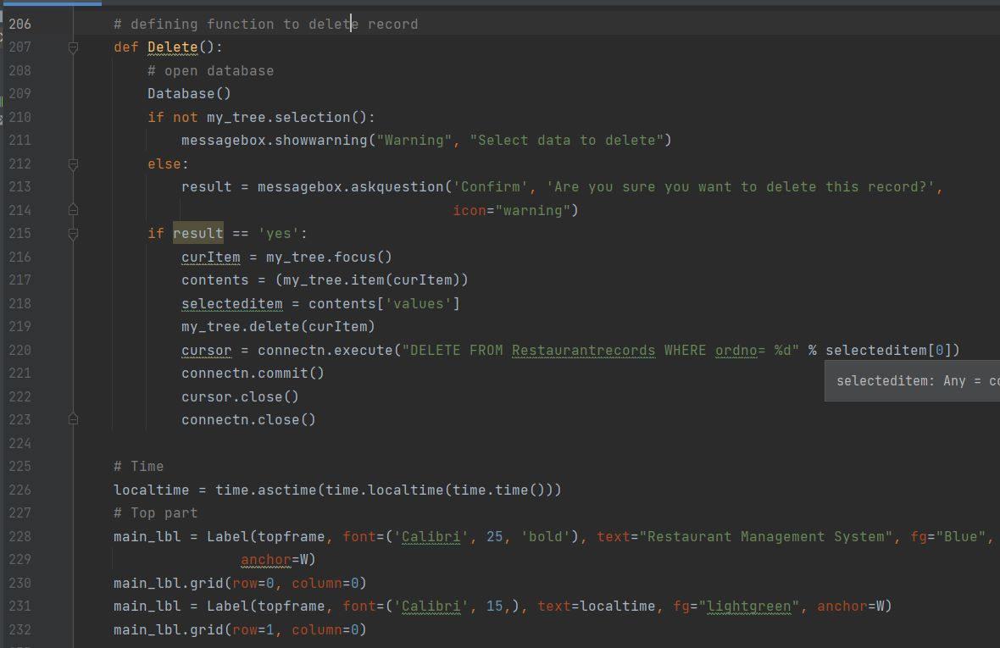 206 # defining function to delete record
207 def Delete():
208 # open database
209 Database()
210 if not my_tree.selection():
211 messagebox.showwarning("Warning", "Select data to delete")
212 else:
213 result = messagebox.askquestion('Confirm', 'Are you sure you want to delete this record?',
214 icon="warning")
215 if result == 'yes':
216 curItem = my_tree.focus()
217 contents = (my_tree.item(curItem))
218 selecteditem = contents['values']
219 my_tree.delete(curItem)
220 cursor = connectn.execute("DELETE FROM Restaurantrecords WHERE ordno= %d" % selecteditem[0])
221 connectn.commit()
selecteditem: Any = co
222 cursor.close()
223 connectn.close()
224
225 # Time
226 localtime = time.asctime(time.localtime(time.time()))
227 # Top part
228 main_lbl = Label(topframe, font=('Calibri', 25, 'bold'), text="Restaurant Management System", fg="Blue",
229 anchor=W)
230 main_lbl.grid(row=0, column=0)
231 main_lbl = Label(topframe, font=('Calibri', 15,), text=localtime, fg="lightgreen", anchor=W)
232 main_lbl.grid(row=1, column=0)